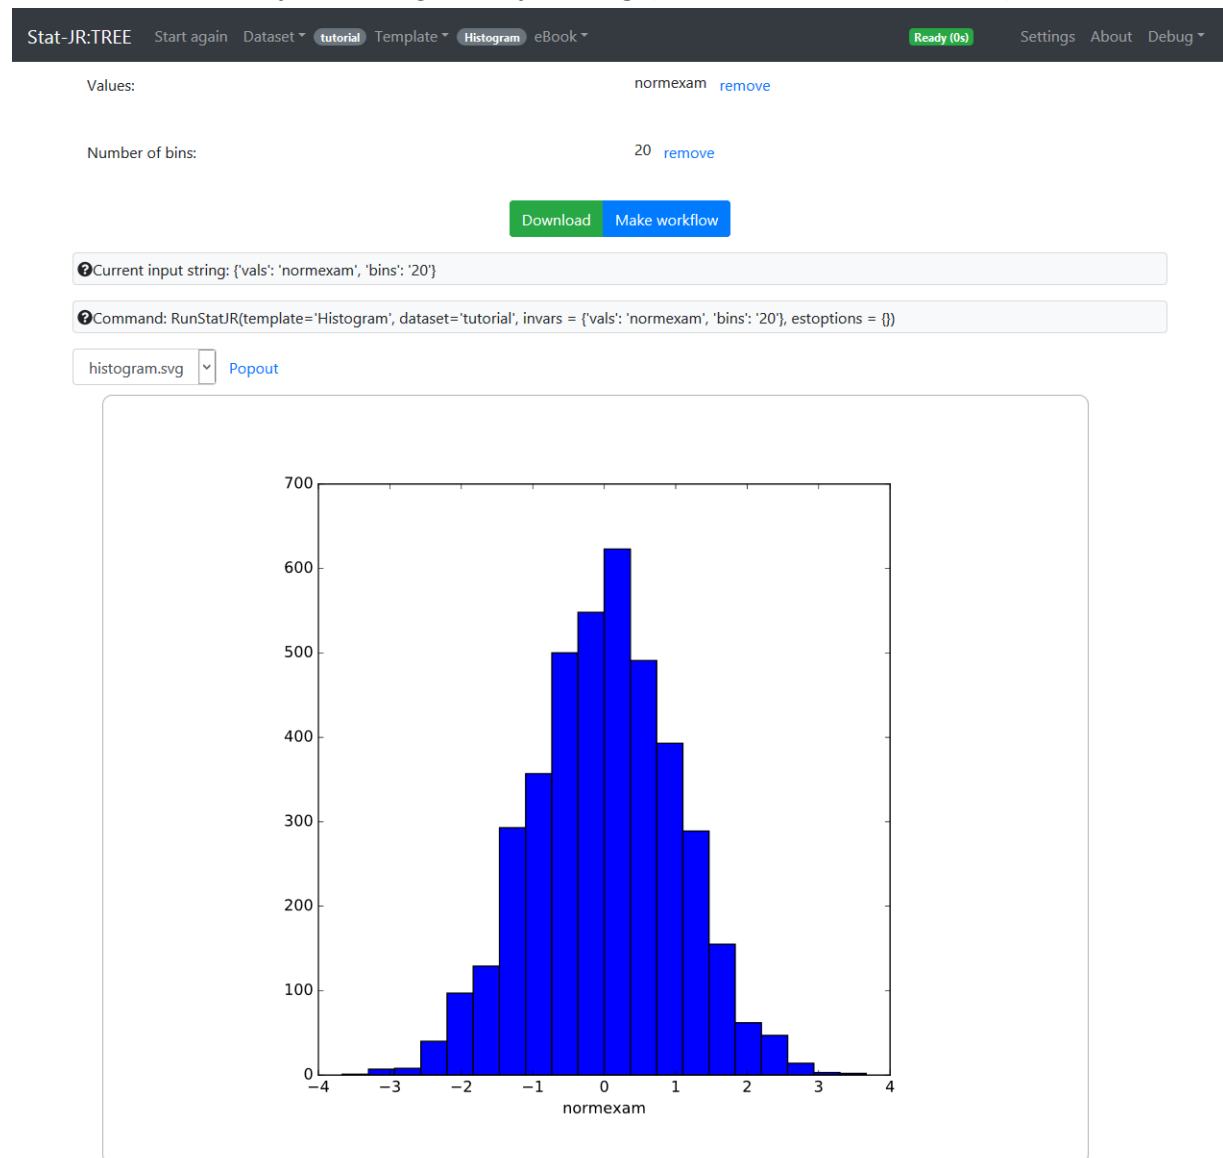 Stat-JR:TREE Start again Dataset tutorial Template Histogram eBook Ready (0s) Settings About Debug
Values: normexam remove
Number of bins: 20 remove
Download Make workflow
Current input string: {'vals': 'normexam', 'bins': '20'}
Command: RunStatJR(template='Histogram', dataset='tutorial', invars = {'vals': 'normexam', 'bins': '20'}, estoptions = {})
histogram.svg Popout
700
600
500
400
300
200
100
0
−4 −3 −2 −1 0 1 2 3 4
normexam